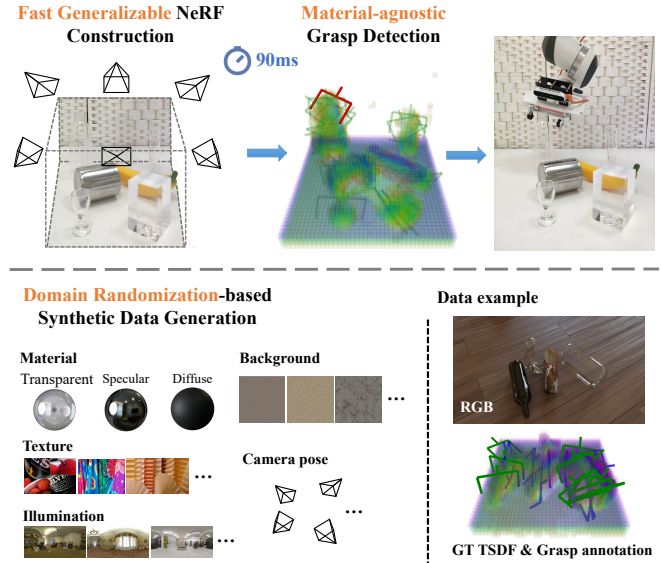 Fast Generalizable NeRF
Construction
Material-agnostic
Grasp Detection
90ms
Domain Randomization-based
Synthetic Data Generation
Material
Transparent
Specular
Diffuse
Background
...
Texture
...
Camera pose
...
Illumination
...
Data example
RGB
GT TSDF & Grasp annotation